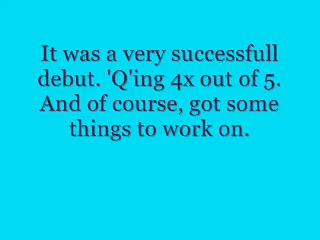 It was a very successfull
debut. 'Q'ing 4x out of 5.
And of course, got some
things to work on.